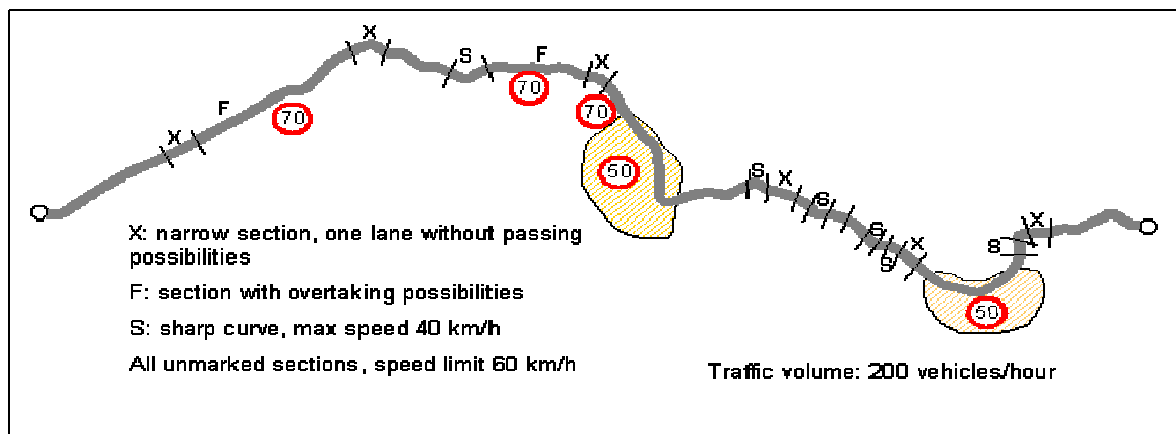 X
S
F
X
70
70
F
X
70
50
S
X
S
S
S
X
S
X
50
X: narrow section, one lane without passing
possibilities
F: section with overtaking possibilities
S: sharp curve, max speed 40 km/h
All unmarked sections, speed limit 60 km/h
Traffic volume: 200 vehicles/hour